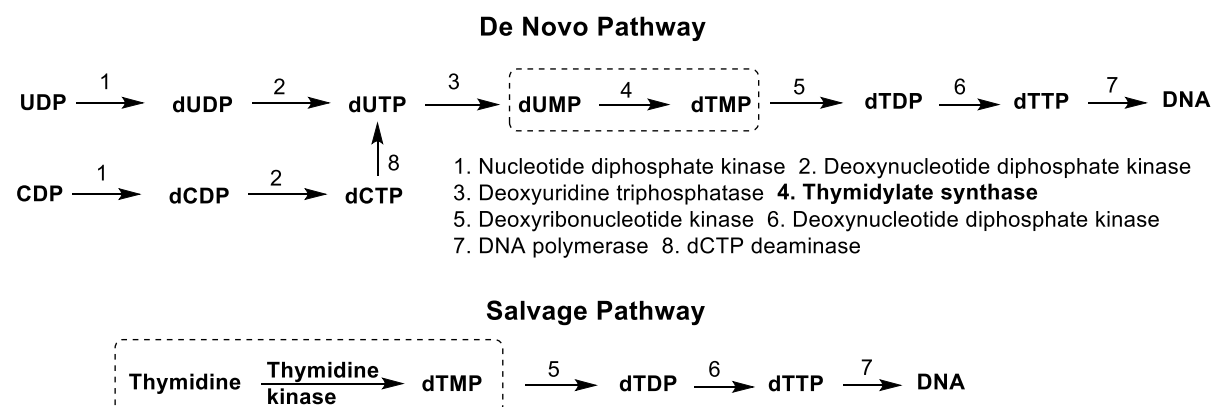 De Novo Pathway
1 2 3 4 5 6 7
UDP dUDP dUTP dUMP dTMP dTDP dTTP DNA
8
1 2
CDP dCDP dCTP
1. Nucleotide diphosphate kinase 2. Deoxynucleotide diphosphate kinase
3. Deoxyuridine triphosphatase 4. Thymidylate synthase
5. Deoxyribonucleotide kinase 6. Deoxynucleotide diphosphate kinase
7. DNA polymerase 8. dCTP deaminase
Salvage Pathway
Thymidine Thymidine kinase dTMP 5 dTDP 6 dTTP 7 DNA